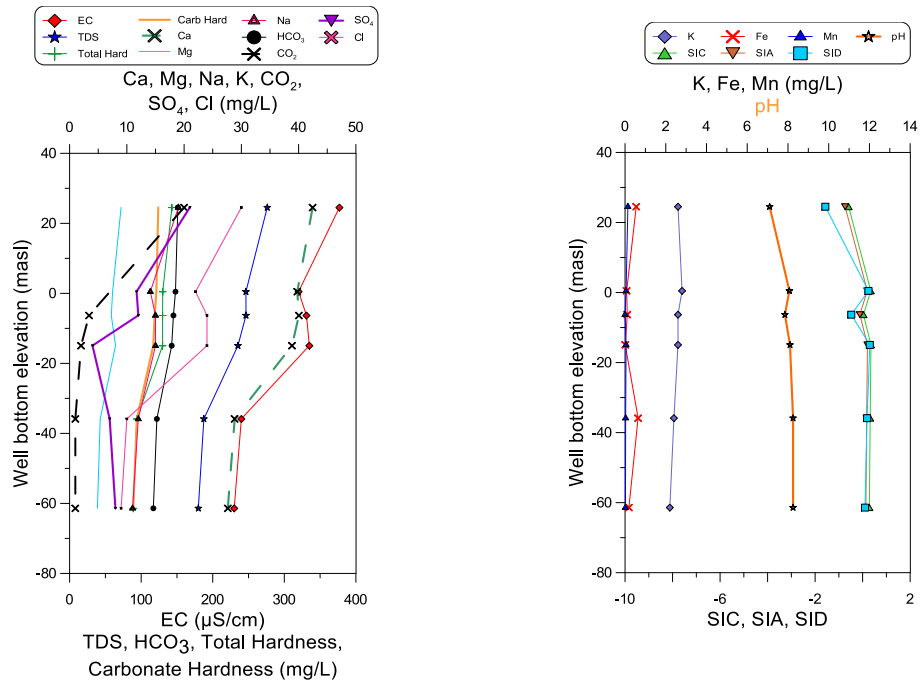 EC
Carb Hard
Na
SO4
TDS
Ca
HCO3
Cl
Total Hard
Mg
CO2
Ca, Mg, Na, K, CO2,
SO4, Cl (mg/L)
0 10 20 30 40 50
40
20
0
-20
-40
-60
-80
Well bottom elevation (masl)
0 100 200 300 400
EC (µS/cm)
TDS, HCO3, Total Hardness,
Carbonate Hardness (mg/L)
K
Fe
Mn
pH
SIC
SIA
SID
K, Fe, Mn (mg/L)
pH
0 2 4 6 8 10 12 14
40
20
0
-20
-40
-60
-80
Well bottom elevation (masl)
-10 -6 -2 2
SIC, SIA, SID